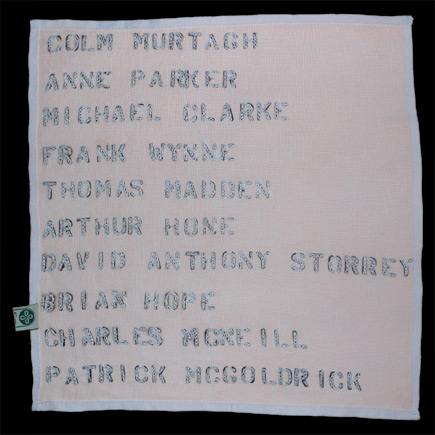 COLM MURTAGH
ANNE PARKER
MICHAEL CLARKE
FRANK WYNNE
THOMAS MADDEN
ARTHUR HONE
DAVID ANTHONY STORREY
BRIAN HOPE
CHARLES MCNEILL
PATRICK MCGOLDRICK